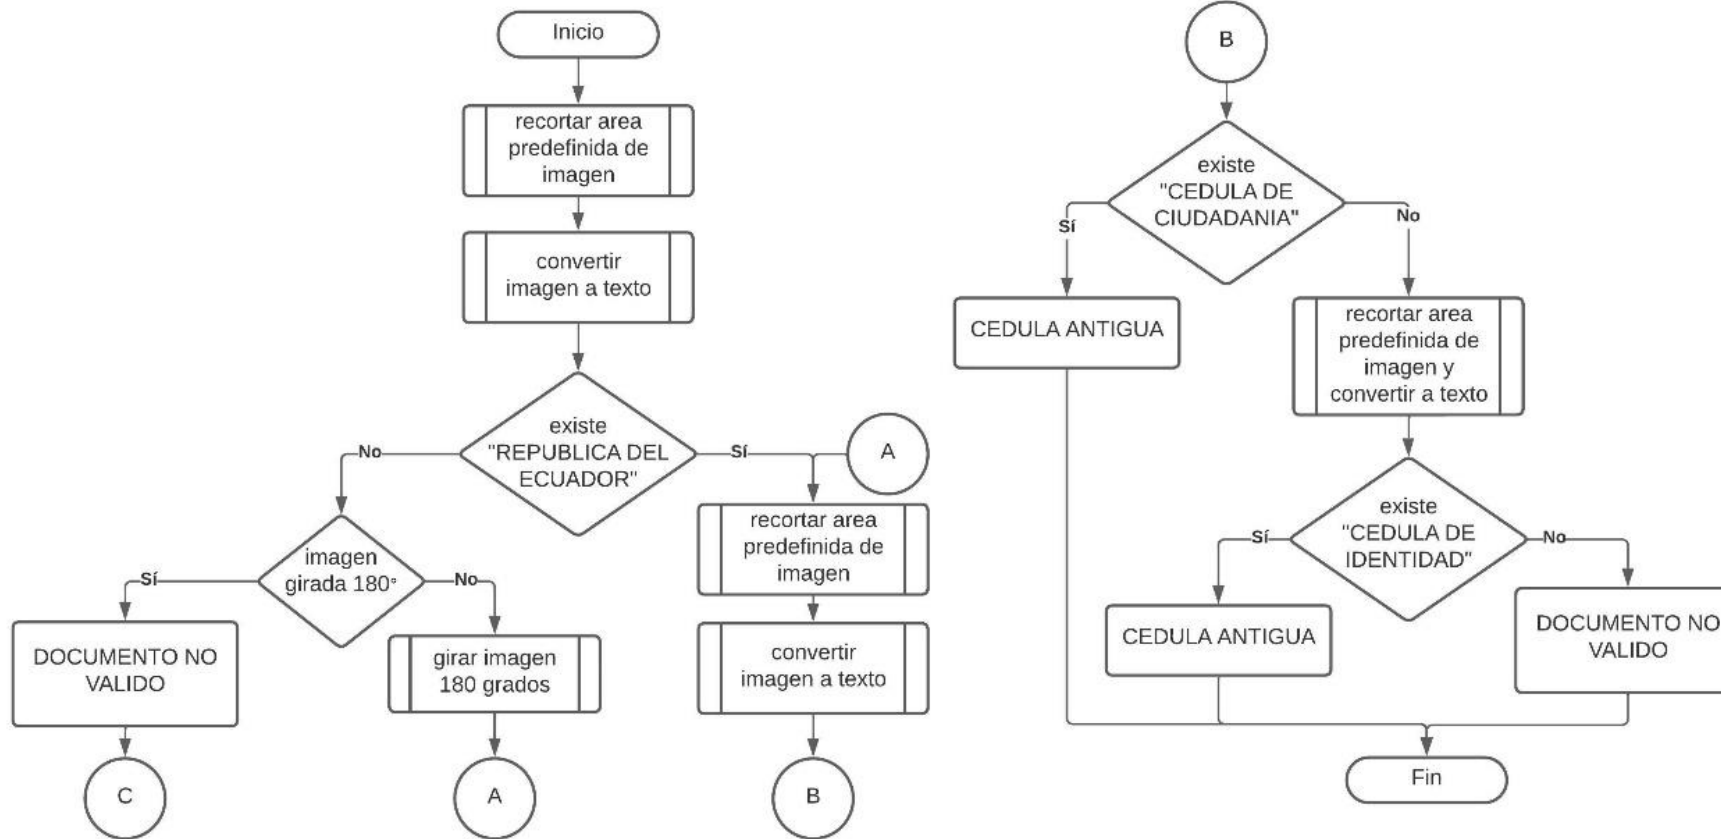 Inicio
recortar area
predefinida de
imagen
convertir
imagen a texto
existe
"REPUBLICA DEL
ECUADOR"
No
Sí
A
imagen
girada 180°
Sí
No
recortar area
predefinida de
imagen
DOCUMENTO NO
VALIDO
girar imagen
180 grados
convertir
imagen a texto
C
A
B
B
existe
"CEDULA DE
CIUDADANIA"
Sí
No
CEDULA ANTIGUA
recortar area
predefinida de
imagen y
convertir a texto
existe
"CEDULA DE
IDENTIDAD"
Sí
No
CEDULA ANTIGUA
DOCUMENTO NO
VALIDO
Fin